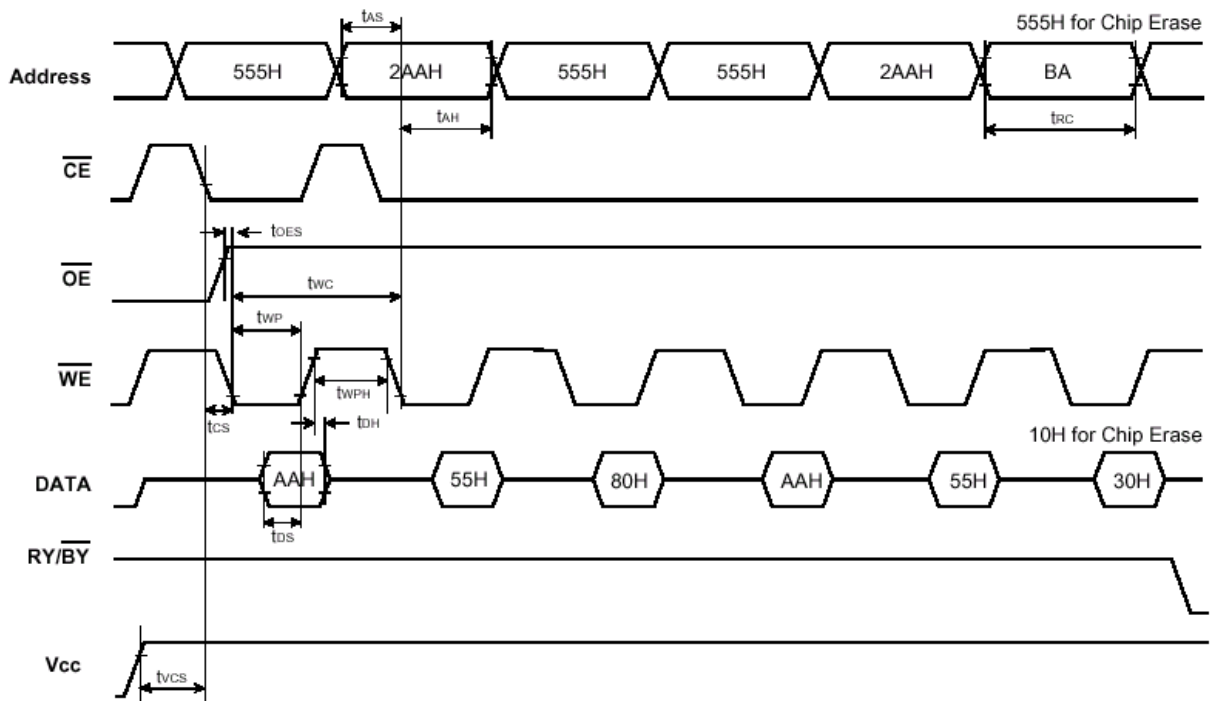 tAS
555H for Chip Erase
Address 555H 2AAH 555H 555H 2AAH BA
tAH tRC
CE
tOES
OE
tWC
tWP
WE
tWPH
tCS tDH
10H for Chip Erase
DATA AAH 55H 80H AAH 55H 30H
tDS
RY/BY
Vcc
tVCS